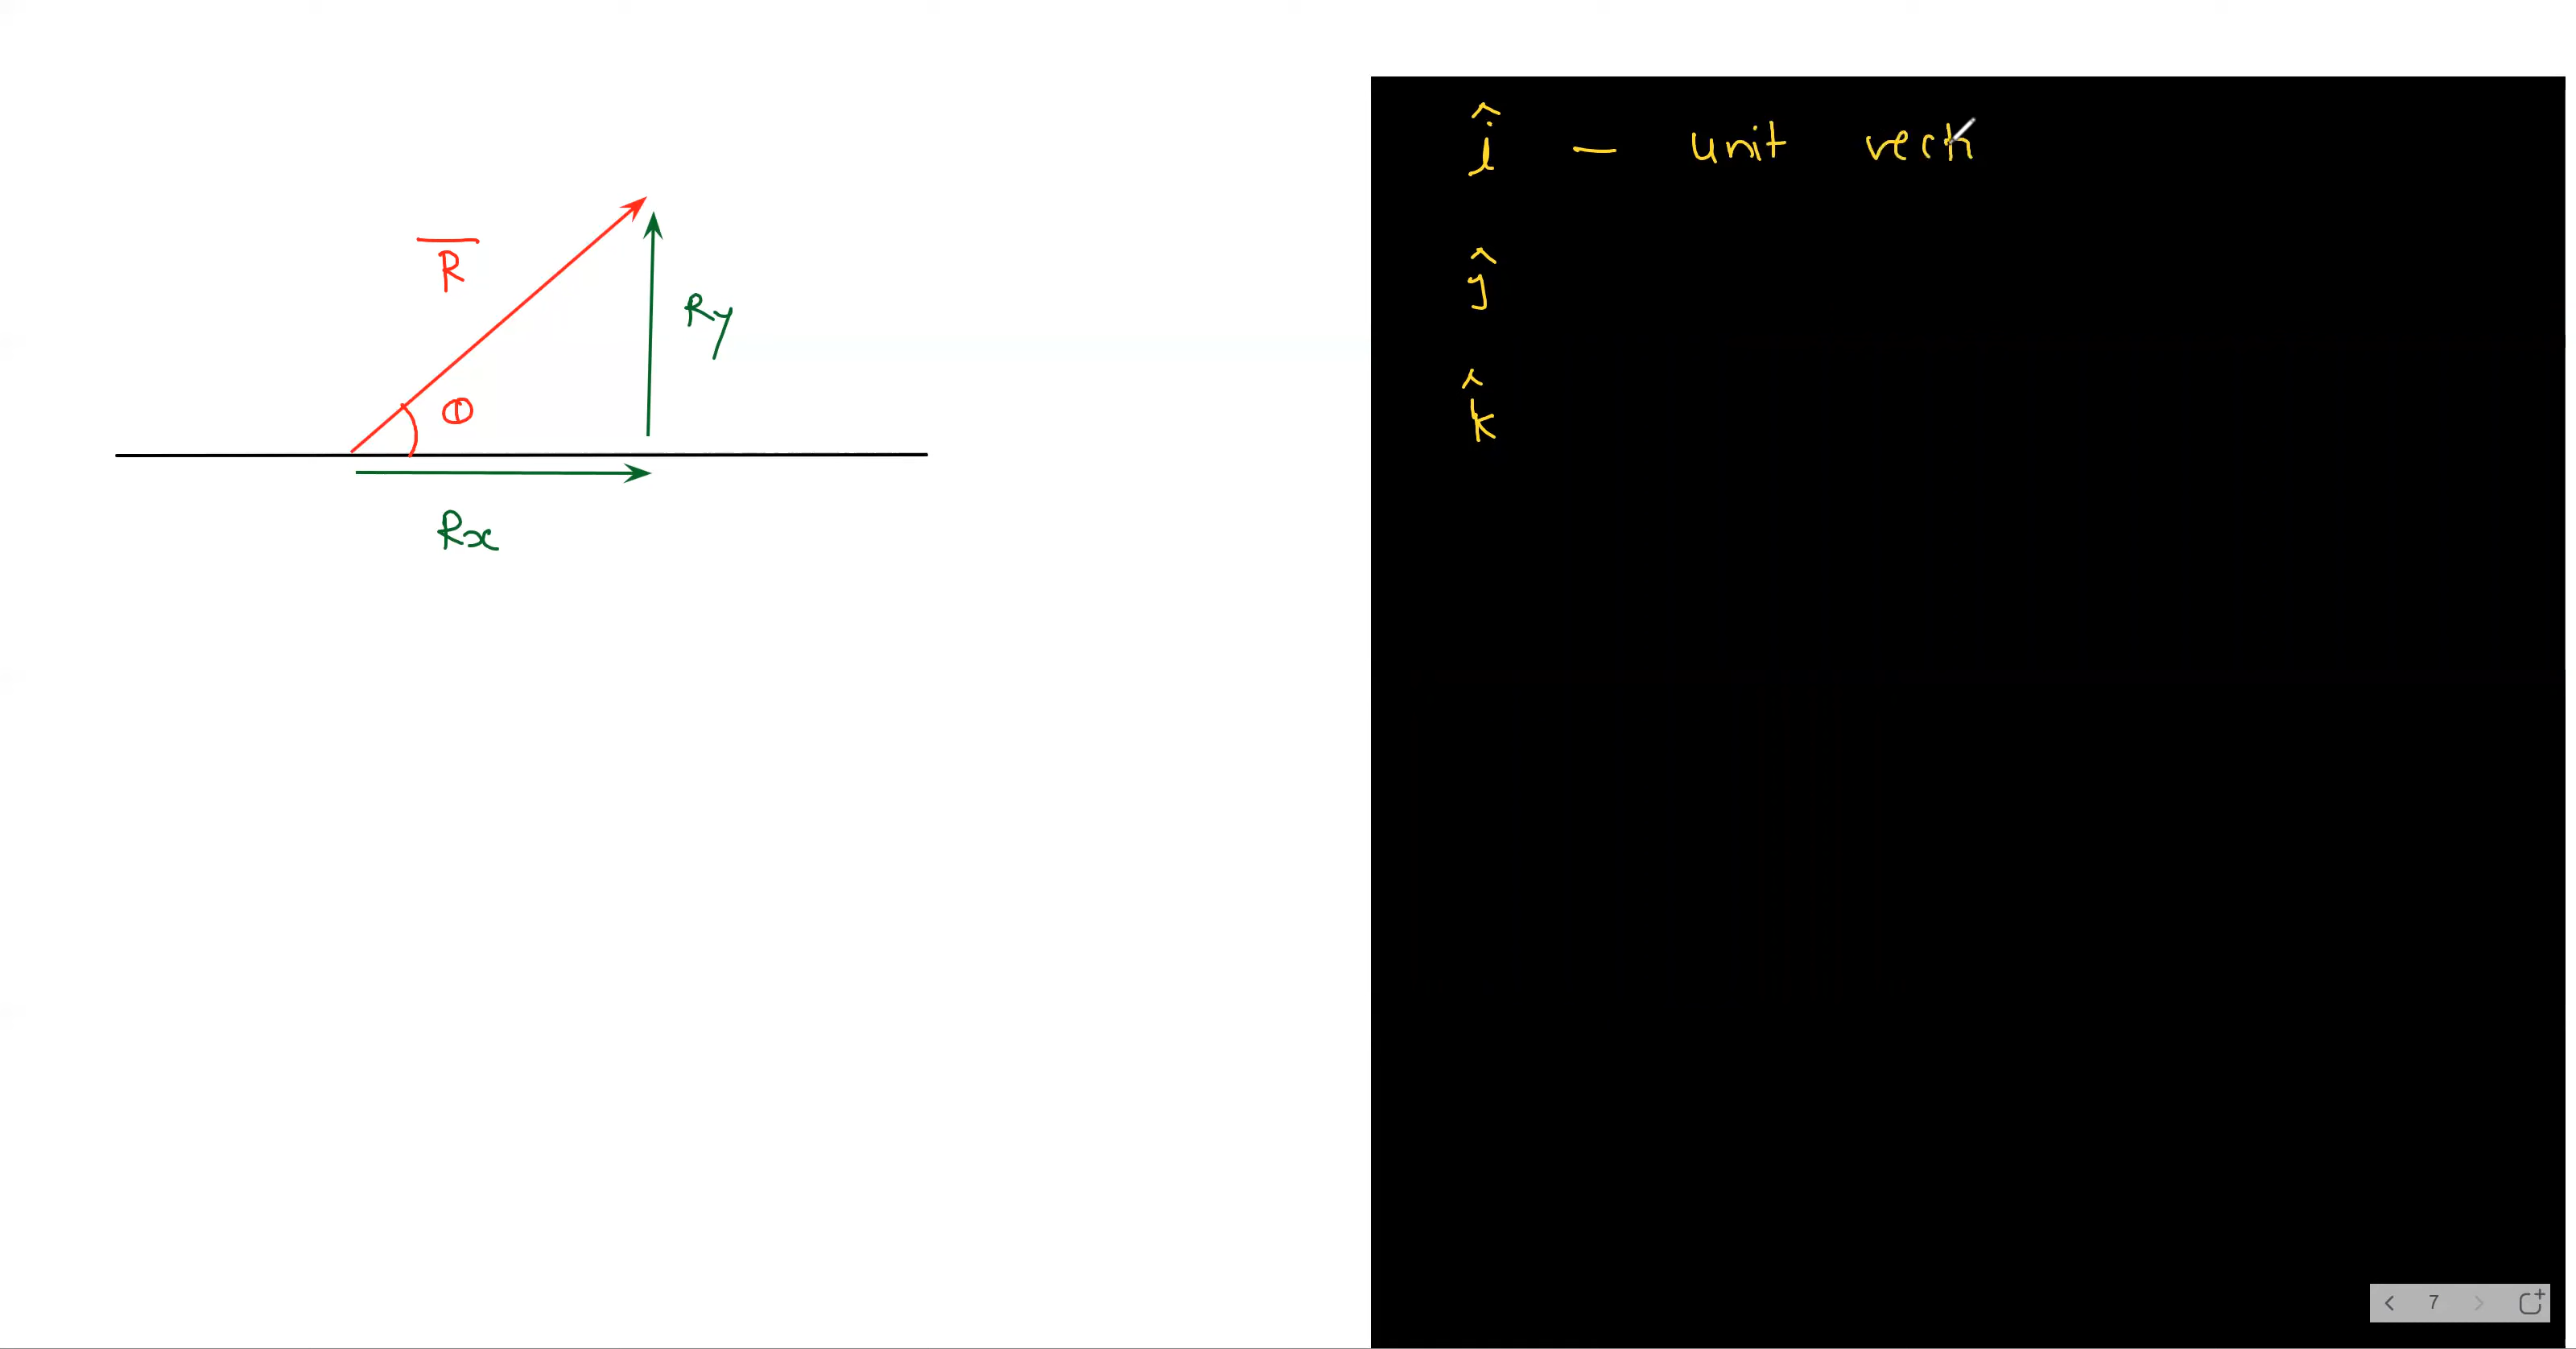 R̅
Ry
θ
Rx
î — unit vect
ĵ
k̂
7